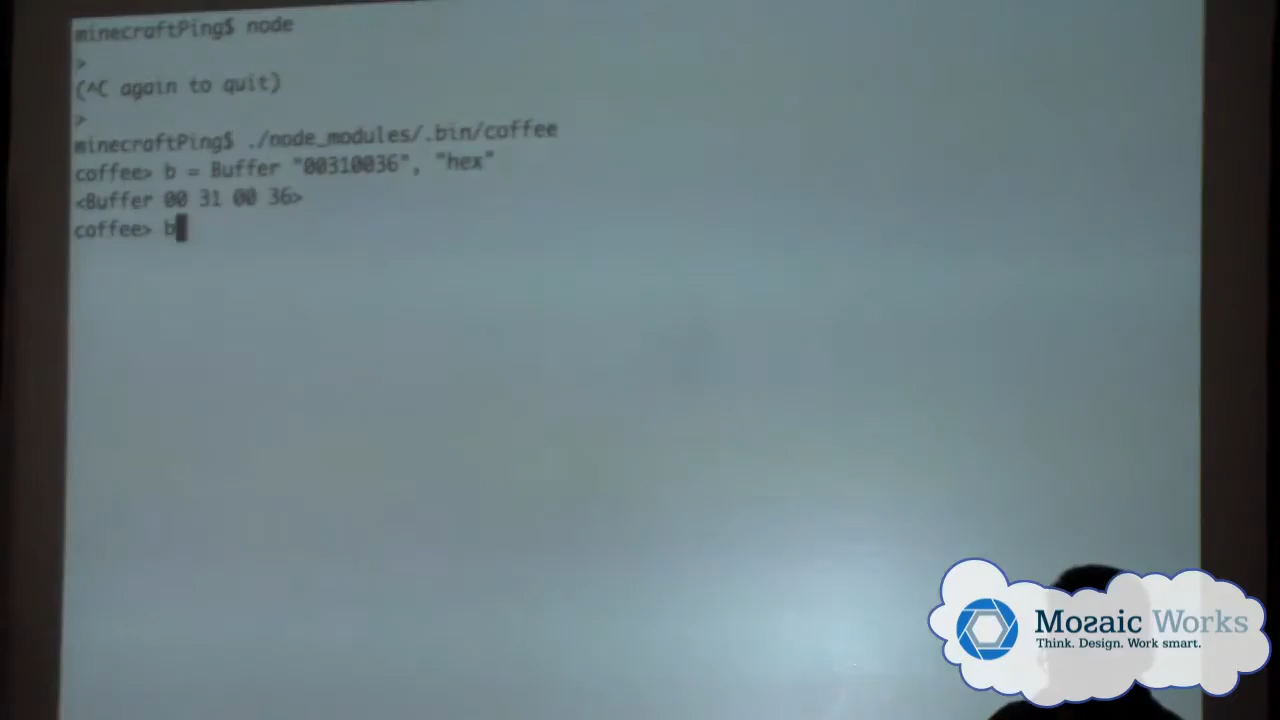 minecraftPing$ node
>
(^C again to quit)
>
minecraftPing$ ./node_modules/.bin/coffee
coffee> b = Buffer "00310036", "hex"
<Buffer 00 31 00 36>
coffee> b
Mozaic Works
Think. Design. Work smart.